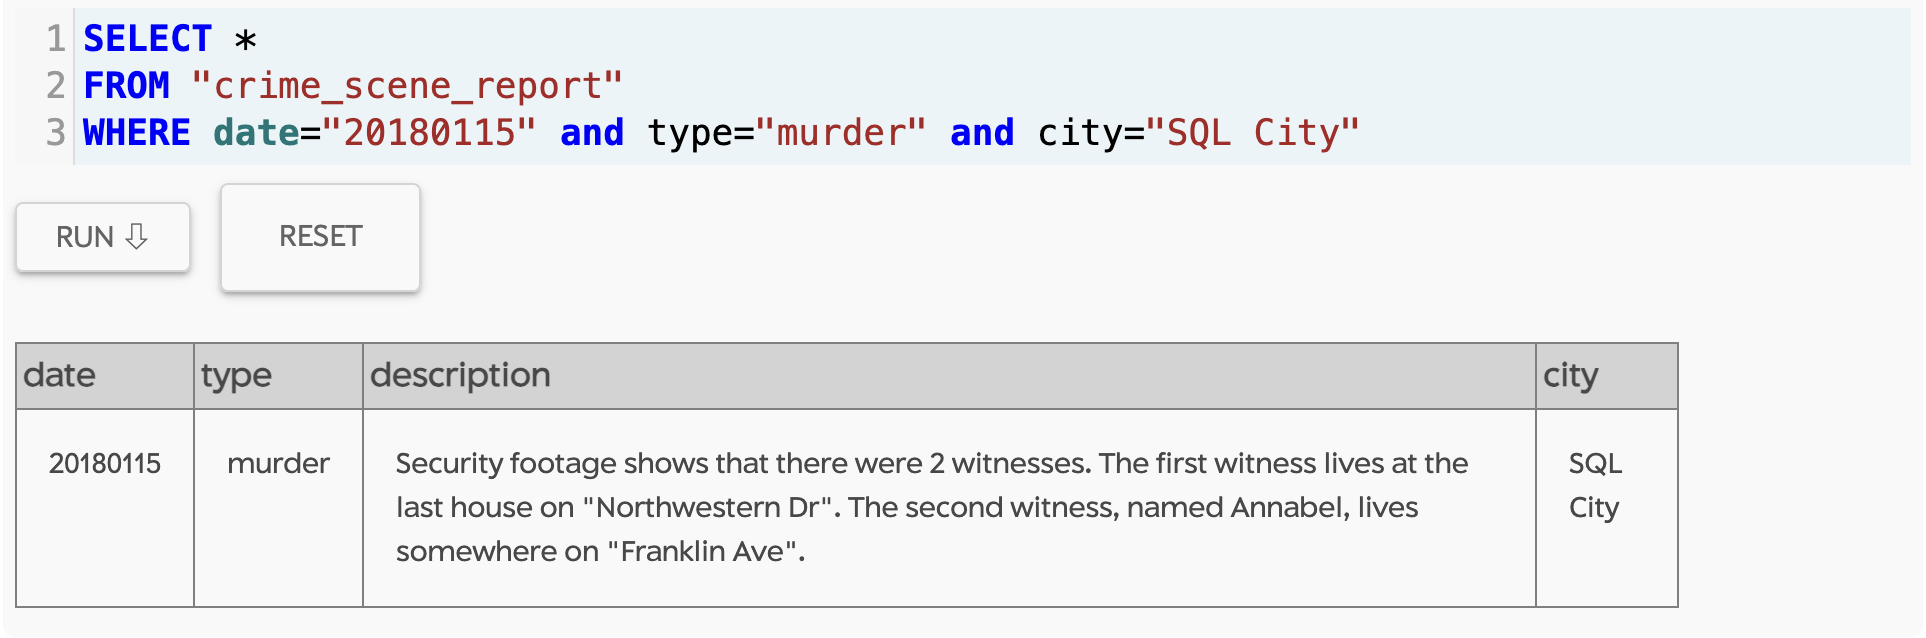 1 SELECT *
2 FROM "crime_scene_report"
3 WHERE date="20180115" and type="murder" and city="SQL City"
RUN ⇩ RESET
date type description city
20180115 murder Security footage shows that there were 2 witnesses. The first witness lives at the SQL
last house on "Northwestern Dr". The second witness, named Annabel, lives City
somewhere on "Franklin Ave".